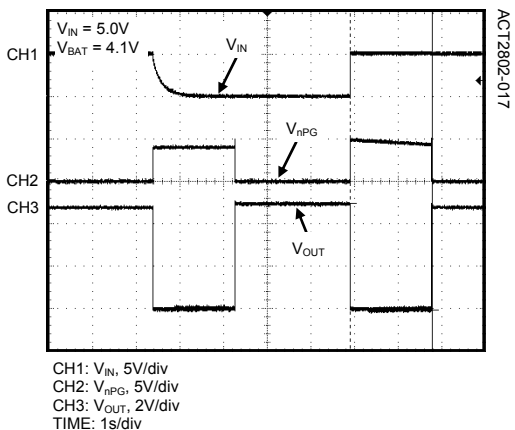 V_IN = 5.0V
V_BAT = 4.1V
V_IN
CH1
V_nPG
CH2
CH3
V_OUT
ACT2802-017
CH1: V_IN, 5V/div
CH2: V_nPG, 5V/div
CH3: V_OUT, 2V/div
TIME: 1s/div